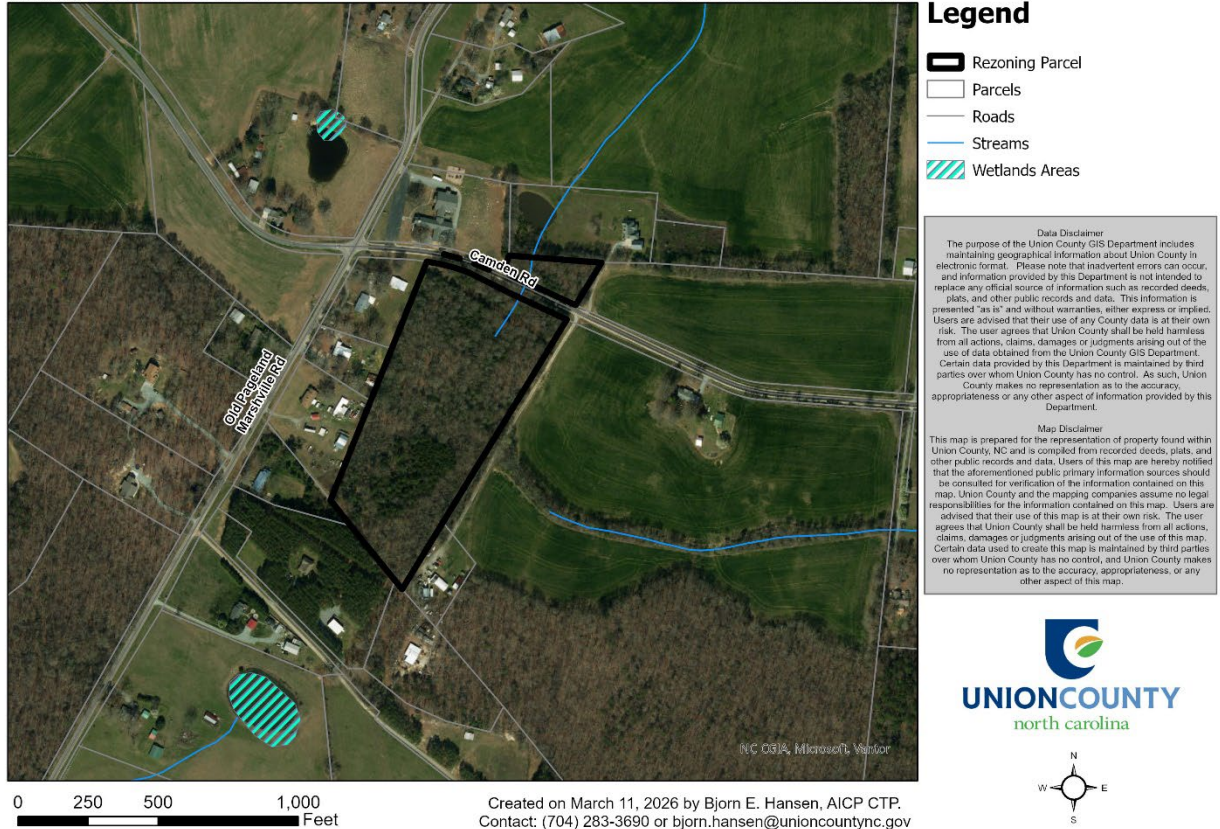 Legend
Rezoning Parcel
Parcels
Roads
Streams
Wetlands Areas
Data Disclaimer
The purpose of the Union County GIS Department includes
maintaining geographical information about Union County in
electronic format. Please note that inadvertent errors can occur,
and information provided by this Department is not intended to
replace any official source of information such as recorded deeds,
plats, and other public records and data. This information is
presented "as is" and without warranties, either express or implied.
Users are advised that their use of any County data is at their own
risk. The user agrees that Union County shall be held harmless
from all actions, claims, damages or judgments arising out of the
use of data obtained from the Union County GIS Department.
Certain data provided by this Department is maintained by third
parties over whom Union County has no control. As such, Union
County makes no representation as to the accuracy,
appropriateness or any other aspect of information provided by this
Department.
Map Disclaimer
This map is prepared for the representation of property found within
Union County, NC and is compiled from recorded deeds, plats, and
other public records and data. Users of this map are hereby notified
that the aforementioned public primary information sources should
be consulted for verification of the information contained on this
map. Union County and the mapping companies assume no legal
responsibilities for the information contained on this map. Users are
advised that their use of this map is at their own risk. The user
agrees that Union County shall be held harmless from all actions,
claims, damages or judgments arising out of the use of this map.
Certain data used to create this map is maintained by third parties
over whom Union County has no control, and Union County makes
no representation as to the accuracy, appropriateness, or any
other aspect of this map.
Camden Rd
Old Pageland
Marshville Rd
NC CGIA, Microsoft, Vantor
UNIONCOUNTY
north carolina
N
W E
S
0 250 500 1,000
Feet
Created on March 11, 2026 by Bjorn E. Hansen, AICP CTP.
Contact: (704) 283-3690 or bjorn.hansen@unioncountync.gov